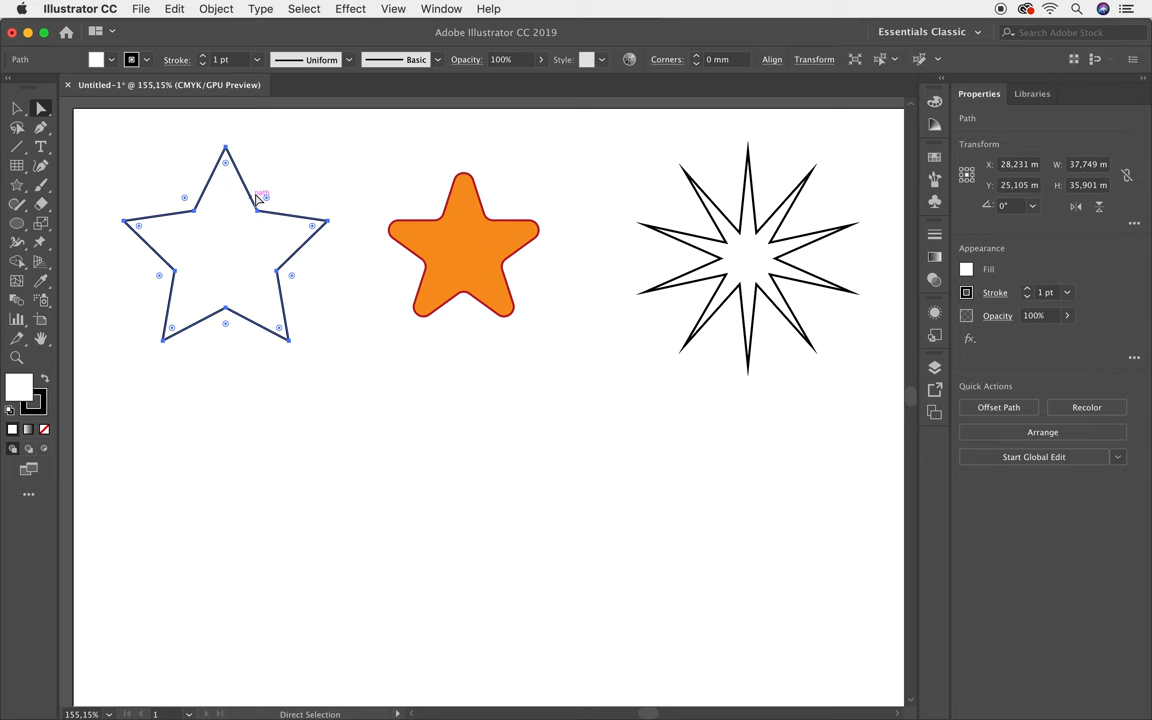 Illustrator CC File Edit Object Type Select Effect View Window Help
Adobe Illustrator CC 2019
Essentials Classic
Search Adobe Stock
Path Stroke: 1 pt Uniform Basic Opacity: 100% Style: Corners: 0 mm Align Transform
Untitled-1* @ 155,15% (CMYK/GPU Preview)
Properties Libraries
Path
Transform
X: 28,231 m W: 37,749 m
Y: 25,105 m H: 35,901 m
0°
Appearance
Fill
Stroke 1 pt
Opacity 100%
fx.
Quick Actions
Offset Path Recolor
Arrange
Start Global Edit
path
155,15% 1 Direct Selection